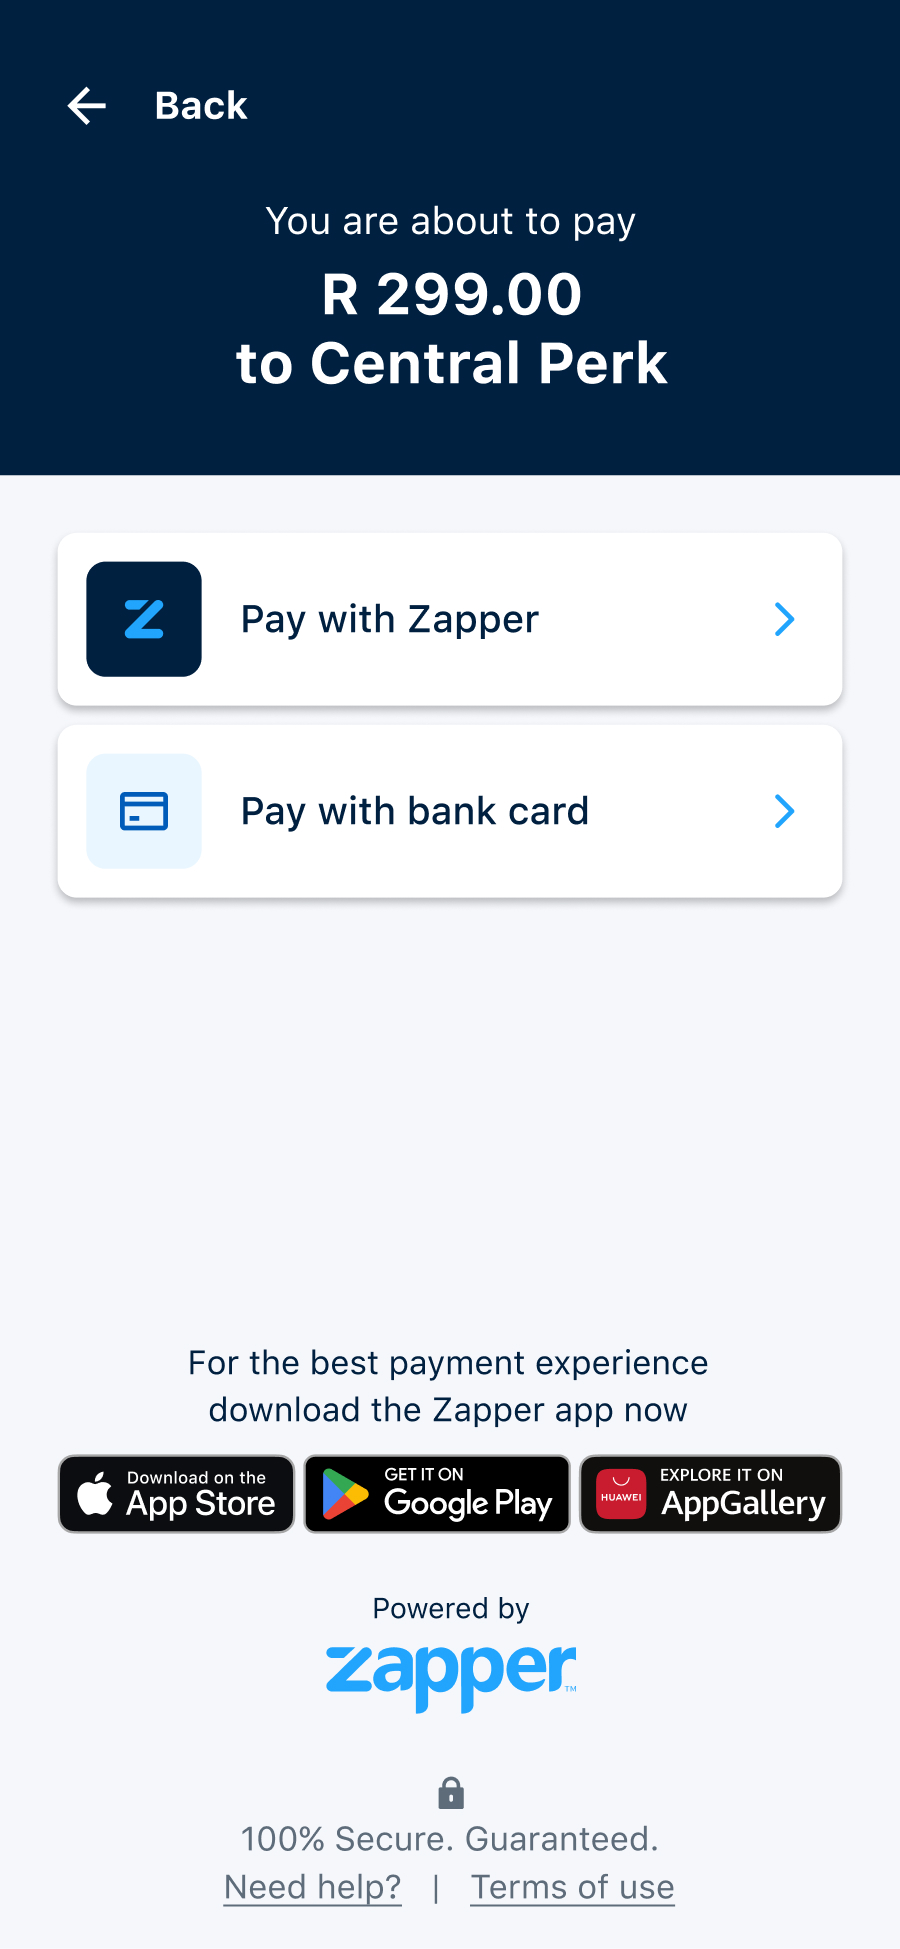 Back
You are about to pay
R 299.00
to Central Perk
Pay with Zapper
Pay with bank card
For the best payment experience
download the Zapper app now
Download on the
App Store
GET IT ON
Google Play
HUAWEI
EXPLORE IT ON
AppGallery
Powered by
zapper™
100% Secure. Guaranteed.
Need help? | Terms of use